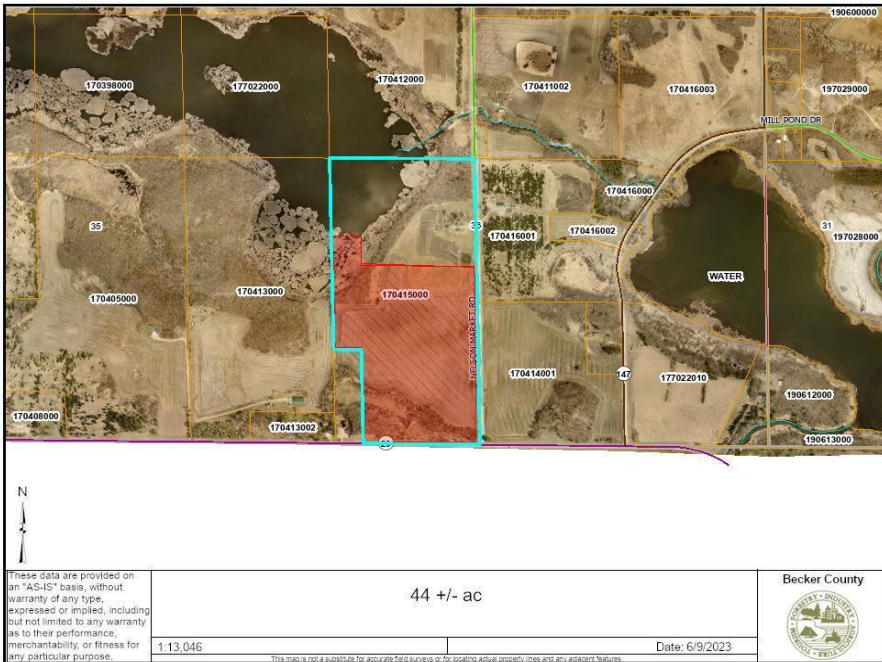 190600000
170398000
177022000
170412000
170411002
170416003
197029000
MILL POND DR
170416000
35
36
170416001
170416002
31
197028000
WATER
170405000
170413000
170415000
NELSON MARKET RD
170414001
147
177022010
190612000
170408000
170413002
26
190613000
N
These data are provided on
an "AS-IS" basis, without
warranty of any type,
expressed or implied, including
but not limited to any warranty
as to their performance,
merchantability, or fitness for
any particular purpose.
44 +/- ac
1:13,046
Date: 6/9/2023
This map is not a substitute for accurate field surveys or for locating actual property lines and any adjacent features.
Becker County
FORESTRY • INDUSTRY
AGRICULTURE
TOURISM